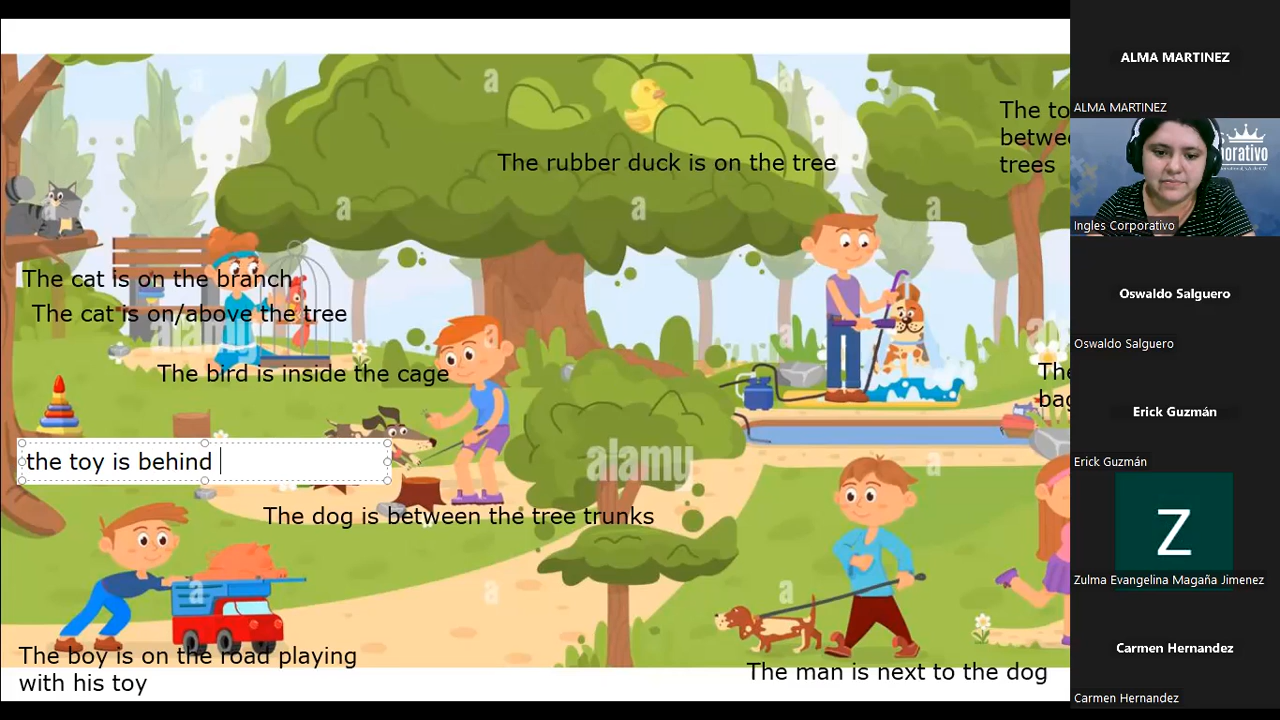 The rubber duck is on the tree
The to
betwe
trees
The cat is on the branch
The cat is on/above the tree
The bird is inside the cage
The
bag
the toy is behind
The dog is between the tree trunks
The boy is on the road playing
with his toy
The man is next to the dog
alamy
a
a
a
a
a
a
a
ALMA MARTINEZ
ALMA MARTINEZ
orativo
Ingles Corporativo
Oswaldo Salguero
Oswaldo Salguero
Erick Guzmán
Erick Guzmán
Z
Zulma Evangelina Magaña Jimenez
Carmen Hernandez
Carmen Hernandez